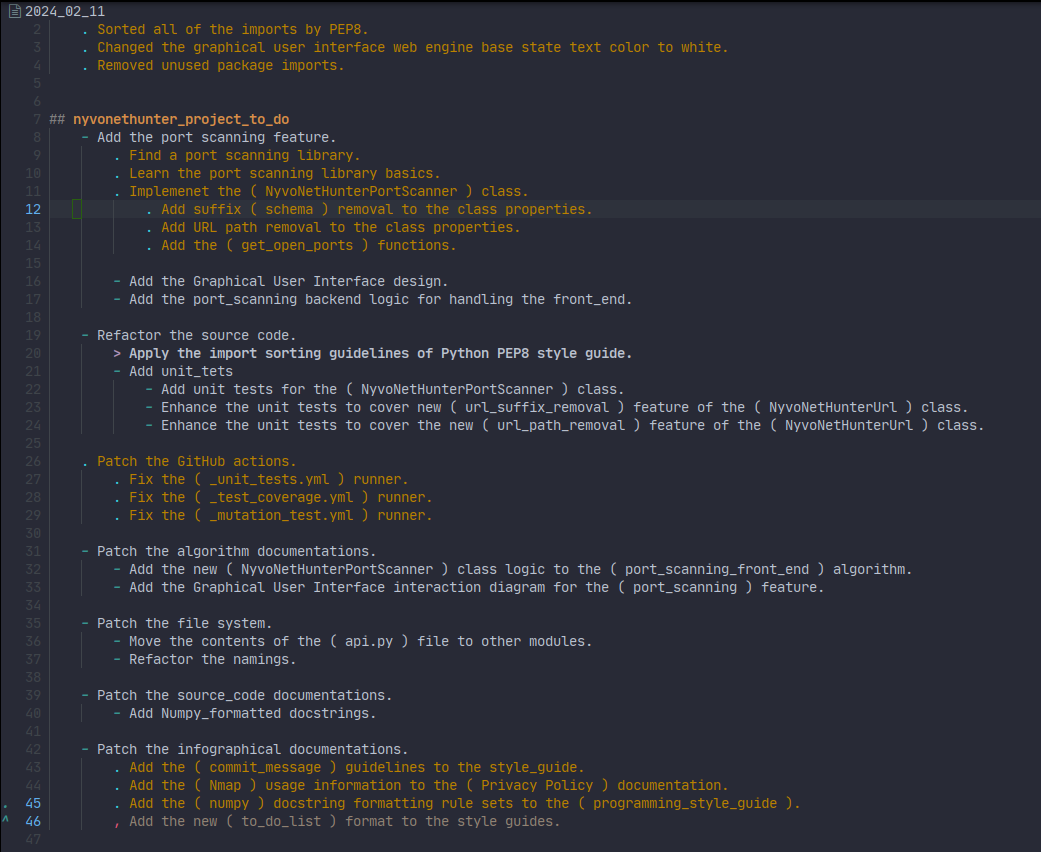 2024_02_11
2 . Sorted all of the imports by PEP8.
3 . Changed the graphical user interface web engine base state text color to white.
4 . Removed unused package imports.
5
6
7 ## nyvonethunter_project_to_do
8 - Add the port scanning feature.
9 . Find a port scanning library.
10 . Learn the port scanning library basics.
11 . Implemenet the ( NyvoNetHunterPortScanner ) class.
12 . Add suffix ( schema ) removal to the class properties.
13 . Add URL path removal to the class properties.
14 . Add the ( get_open_ports ) functions.
15
16 - Add the Graphical User Interface design.
17 - Add the port_scanning backend logic for handling the front_end.
18
19 - Refactor the source code.
20 > Apply the import sorting guidelines of Python PEP8 style guide.
21 - Add unit_tets
22 - Add unit tests for the ( NyvoNetHunterPortScanner ) class.
23 - Enhance the unit tests to cover new ( url_suffix_removal ) feature of the ( NyvoNetHunterUrl ) class.
24 - Enhance the unit tests to cover the new ( url_path_removal ) feature of the ( NyvoNetHunterUrl ) class.
25
26 . Patch the GitHub actions.
27 . Fix the ( _unit_tests.yml ) runner.
28 . Fix the ( _test_coverage.yml ) runner.
29 . Fix the ( _mutation_test.yml ) runner.
30
31 - Patch the algorithm documentations.
32 - Add the new ( NyvoNetHunterPortScanner ) class logic to the ( port_scanning_front_end ) algorithm.
33 - Add the Graphical User Interface interaction diagram for the ( port_scanning ) feature.
34
35 - Patch the file system.
36 - Move the contents of the ( api.py ) file to other modules.
37 - Refactor the namings.
38
39 - Patch the source_code documentations.
40 - Add Numpy_formatted docstrings.
41
42 - Patch the infographical documentations.
43 . Add the ( commit_message ) guidelines to the style_guide.
44 . Add the ( Nmap ) usage information to the ( Privacy Policy ) documentation.
. 45 . Add the ( numpy ) docstring formatting rule sets to the ( programming_style_guide ).
^ 46 , Add the new ( to_do_list ) format to the style guides.
47